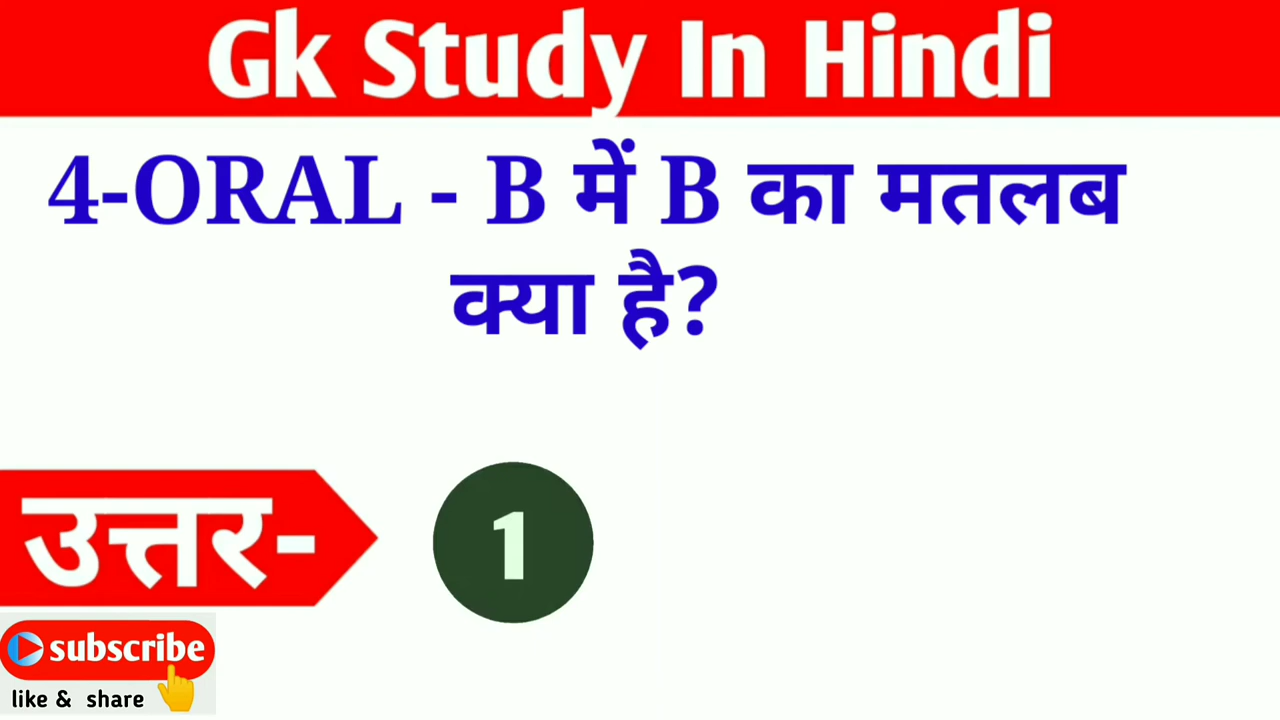 Gk Study In Hindi
4-ORAL - B में B का मतलब
क्या है?
उत्तर-
1
subscribe
like & share